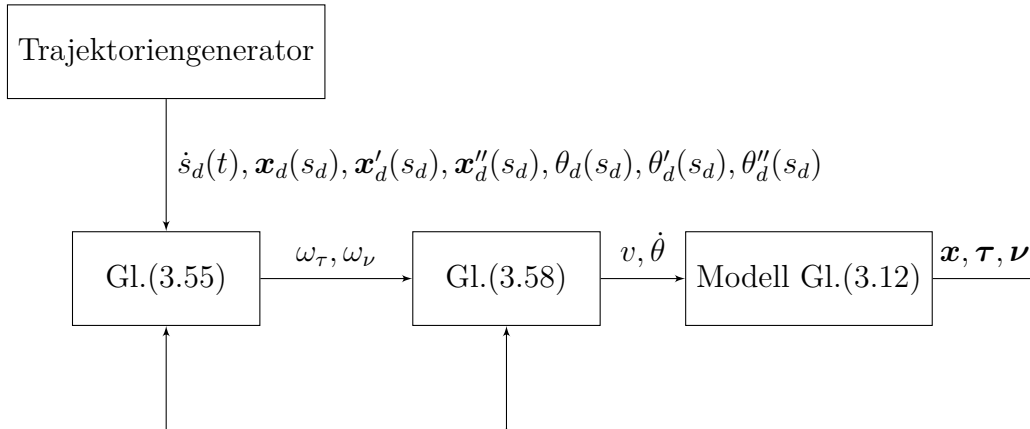 Trajektoriengenerator
ṡ_d(t), 𝒙_d(s_d), 𝒙′_d(s_d), 𝒙″_d(s_d), θ_d(s_d), θ′_d(s_d), θ″_d(s_d)
Gl.(3.55)
ω_τ, ω_ν
Gl.(3.58)
v, θ̇
Modell Gl.(3.12)
𝒙, 𝝉, 𝝂